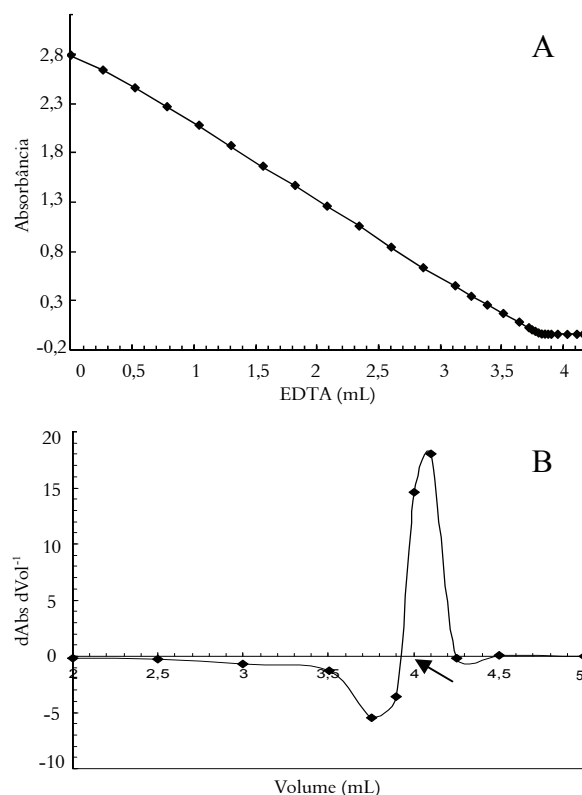 A
2,8
2,3
1,8
1,3
0,8
0,3
-0,2
Absorbância
0 0,5 1 1,5 2 2,5 3 3,5 4
EDTA (mL)
B
20
15
10
5
0
-5
-10
dAbs dVol⁻¹
2 2,5 3 3,5 4 4,5 5
Volume (mL)